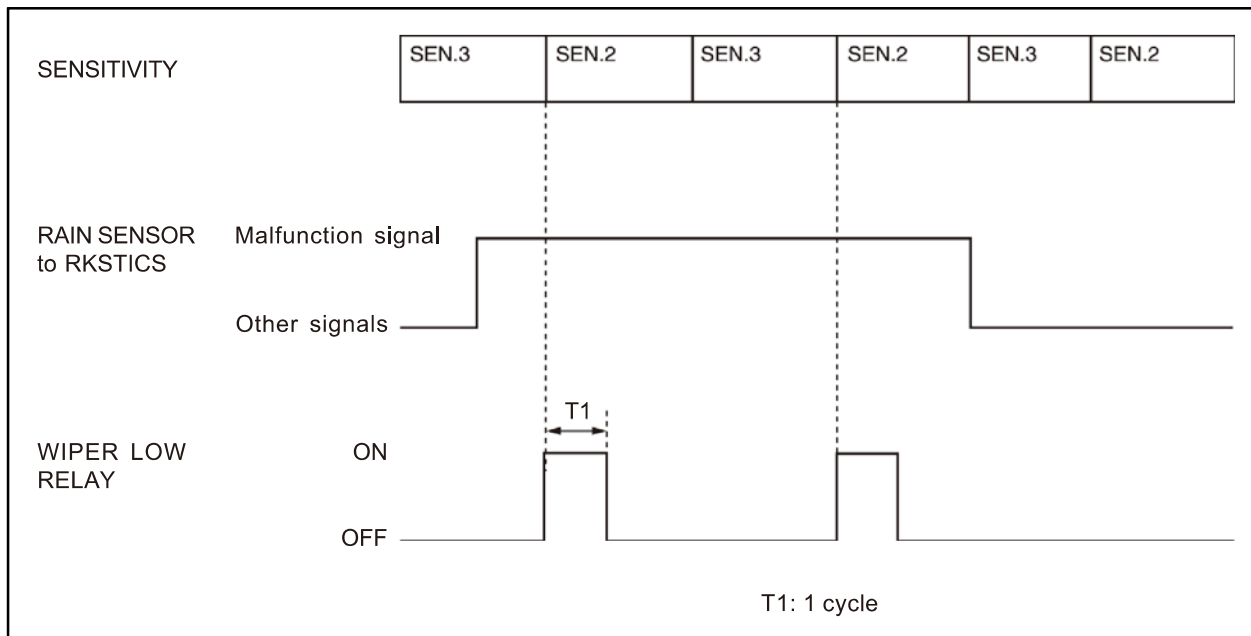 SENSITIVITY
SEN.3
SEN.2
SEN.3
SEN.2
SEN.3
SEN.2
RAIN SENSOR
to RKSTICS
Malfunction signal
Other signals
T1
WIPER LOW
RELAY
ON
OFF
T1: 1 cycle